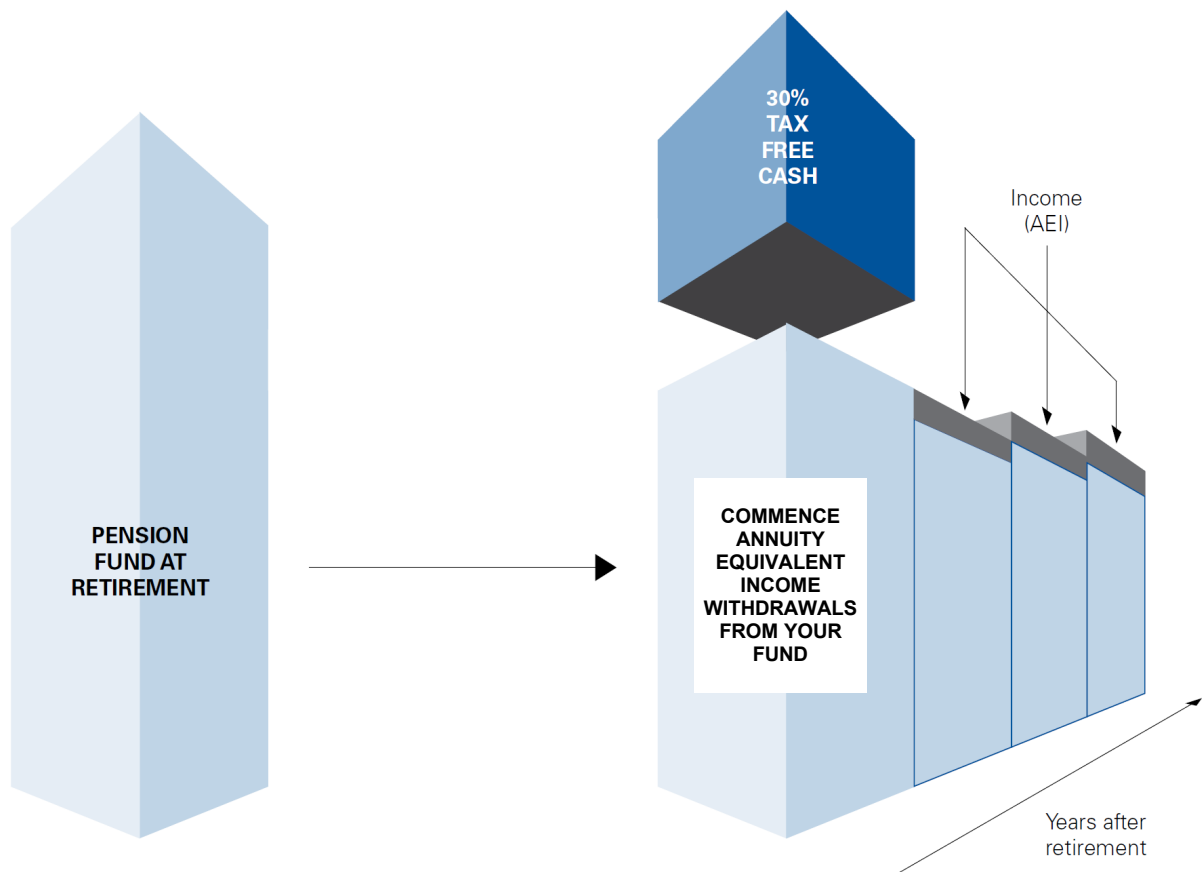 PENSION
FUND AT
RETIREMENT
30%
TAX
FREE
CASH
Income
(AEI)
COMMENCE
ANNUITY
EQUIVALENT
INCOME
WITHDRAWALS
FROM YOUR
FUND
Years after
retirement